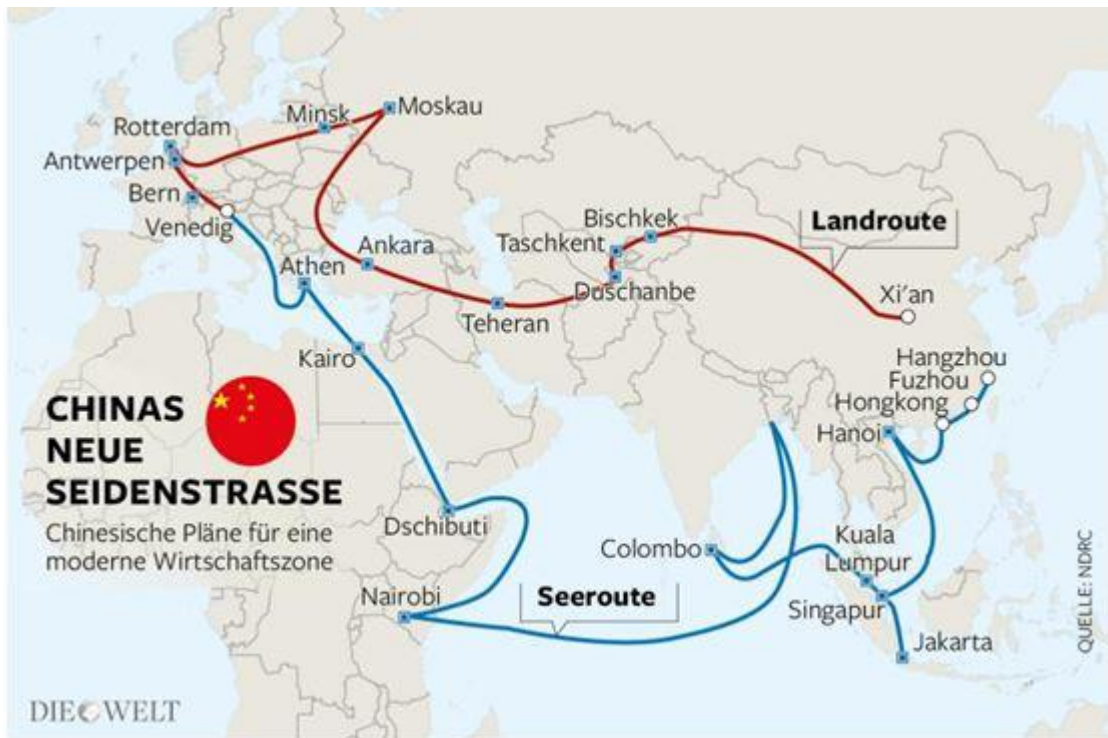 Moskau
Minsk
Rotterdam
Antwerpen
Bern
Venedig
Athen
Ankara
Teheran
Bischkek
Taschkent
Duschanbe
Landroute
Xi'an
Kairo
Hangzhou
Fuzhou
Hongkong
Hanoi
CHINAS
NEUE
SEIDENSTRASSE
Chinesische Pläne für eine
moderne Wirtschaftszone
Dschibuti
Colombo
Kuala
Lumpur
Nairobi
Seeroute
Singapur
Jakarta
QUELLE: NDRC
DIE WELT